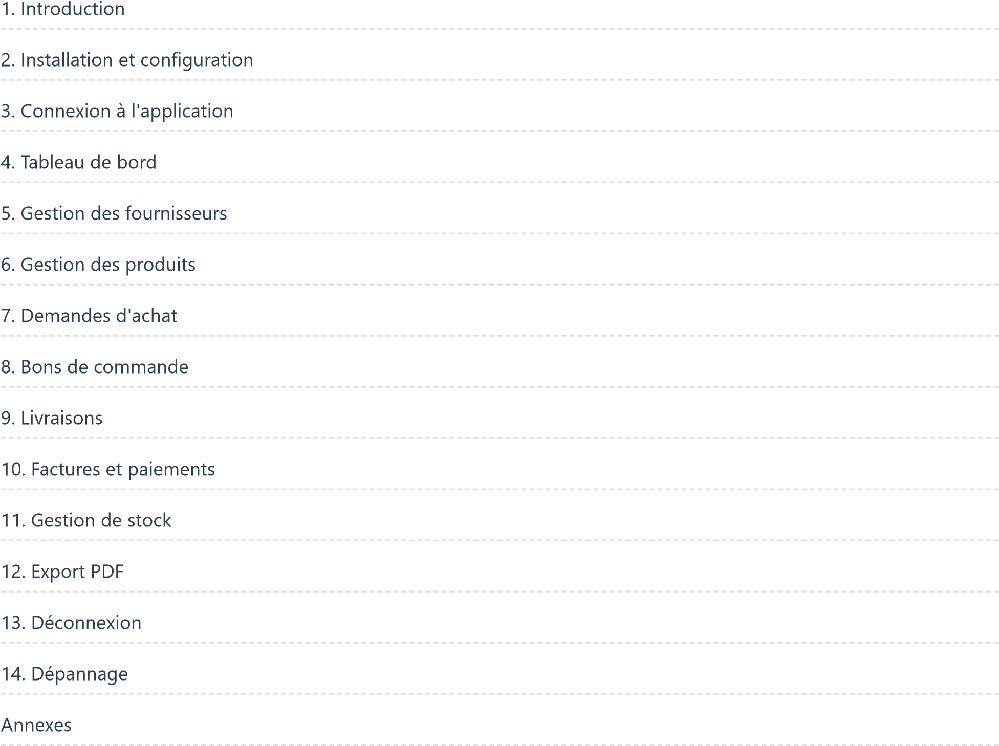 1. Introduction
2. Installation et configuration
3. Connexion à l'application
4. Tableau de bord
5. Gestion des fournisseurs
6. Gestion des produits
7. Demandes d'achat
8. Bons de commande
9. Livraisons
10. Factures et paiements
11. Gestion de stock
12. Export PDF
13. Déconnexion
14. Dépannage
Annexes